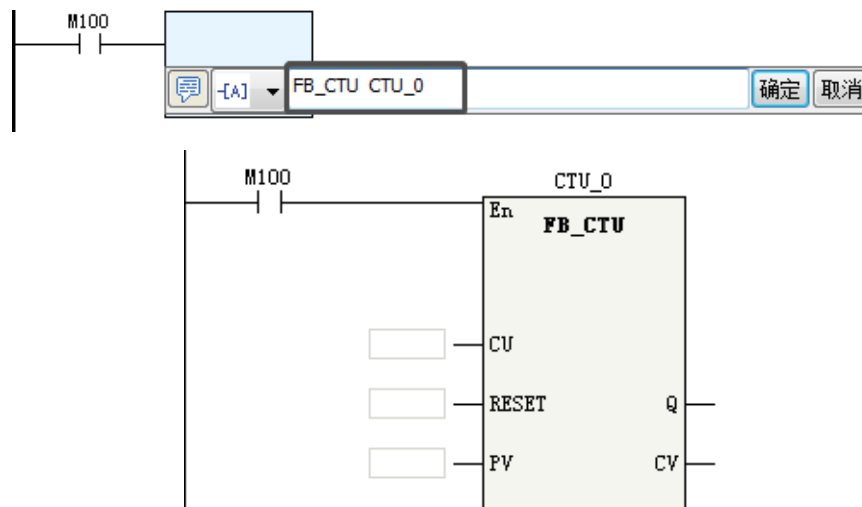 M100
-[A] FB_CTU CTU_0 确定 取消
M100 CTU_0
En
FB_CTU
CU
RESET Q
PV CV